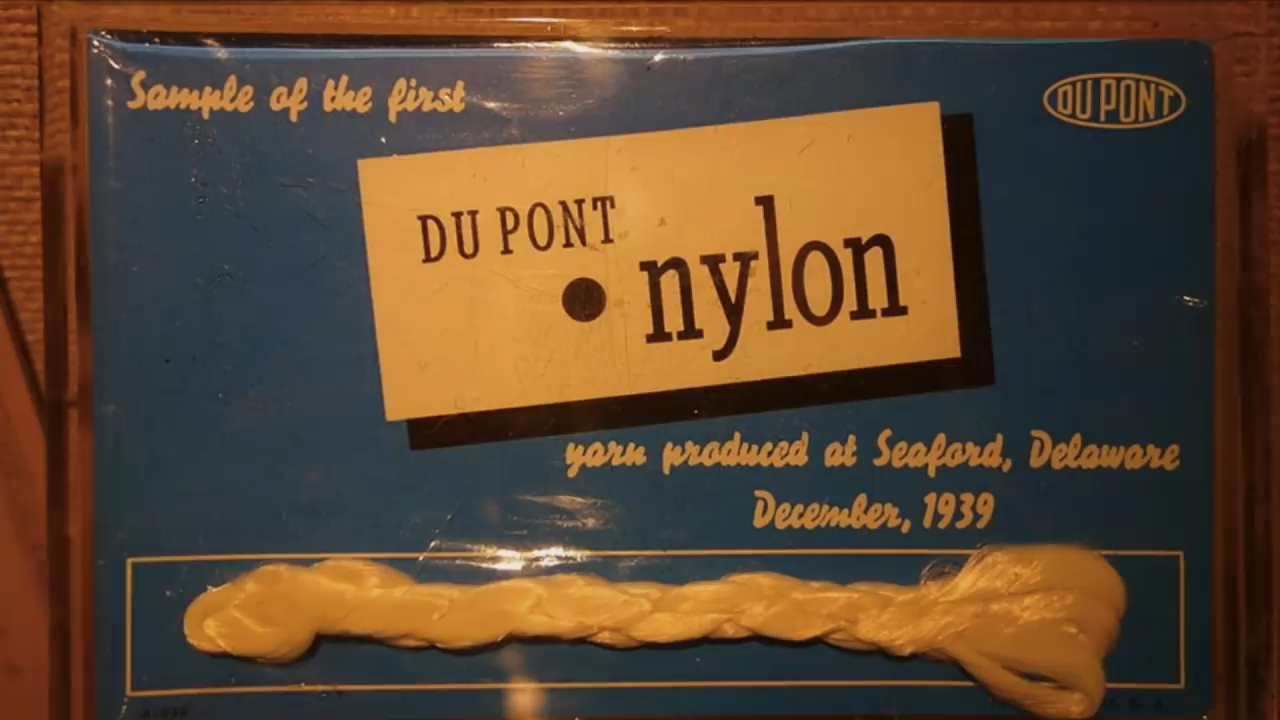 Sample of the first
DU PONT
DU PONT
• nylon
yarn produced at Seaford, Delaware
December, 1939